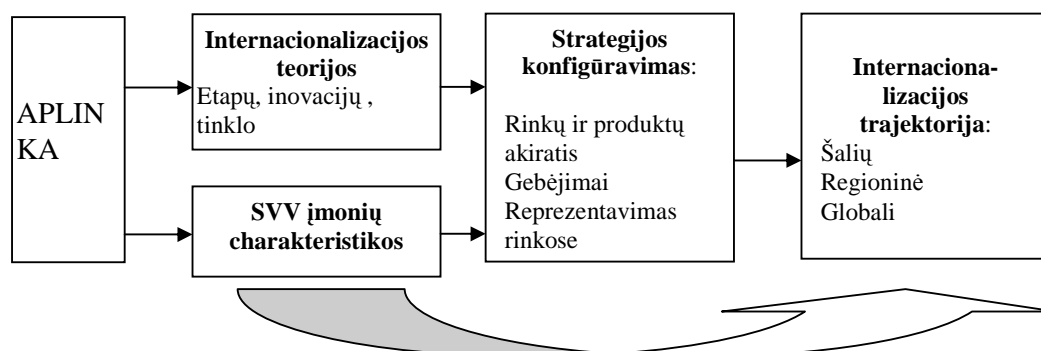 APLIN
KA
Internacionalizacijos
teorijos
Etapų, inovacijų ,
tinklo
SVV įmonių
charakteristikos
Strategijos
konfigūravimas:
Rinkų ir produktų
akiratis
Gebėjimai
Reprezentavimas
rinkose
Internaciona-
lizacijos
trajektorija:
Šalių
Regioninė
Globali